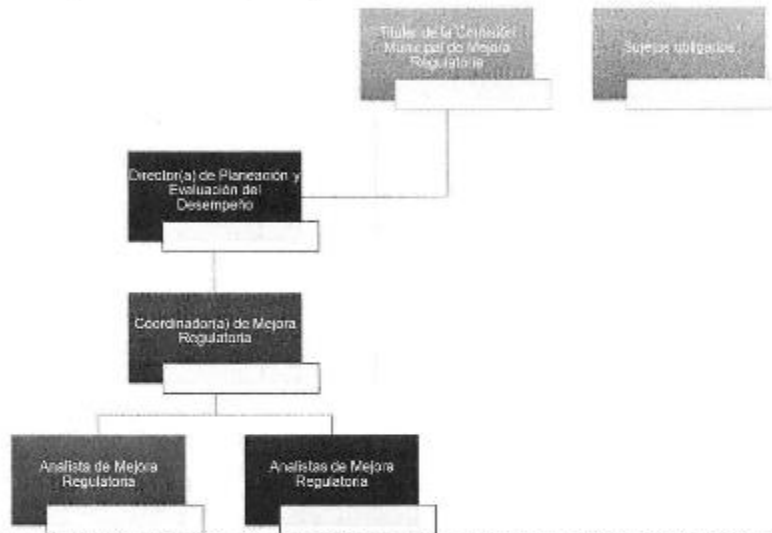 Titular de la Comisión
Municipal de Mejora
Regulatoria
Sujetos obligados
Director(a) de Planeación y
Evaluación del
Desempeño
Coordinador(a) de Mejora
Regulatoria
Analista de Mejora
Regulatoria
Analistas de Mejora
Regulatoria